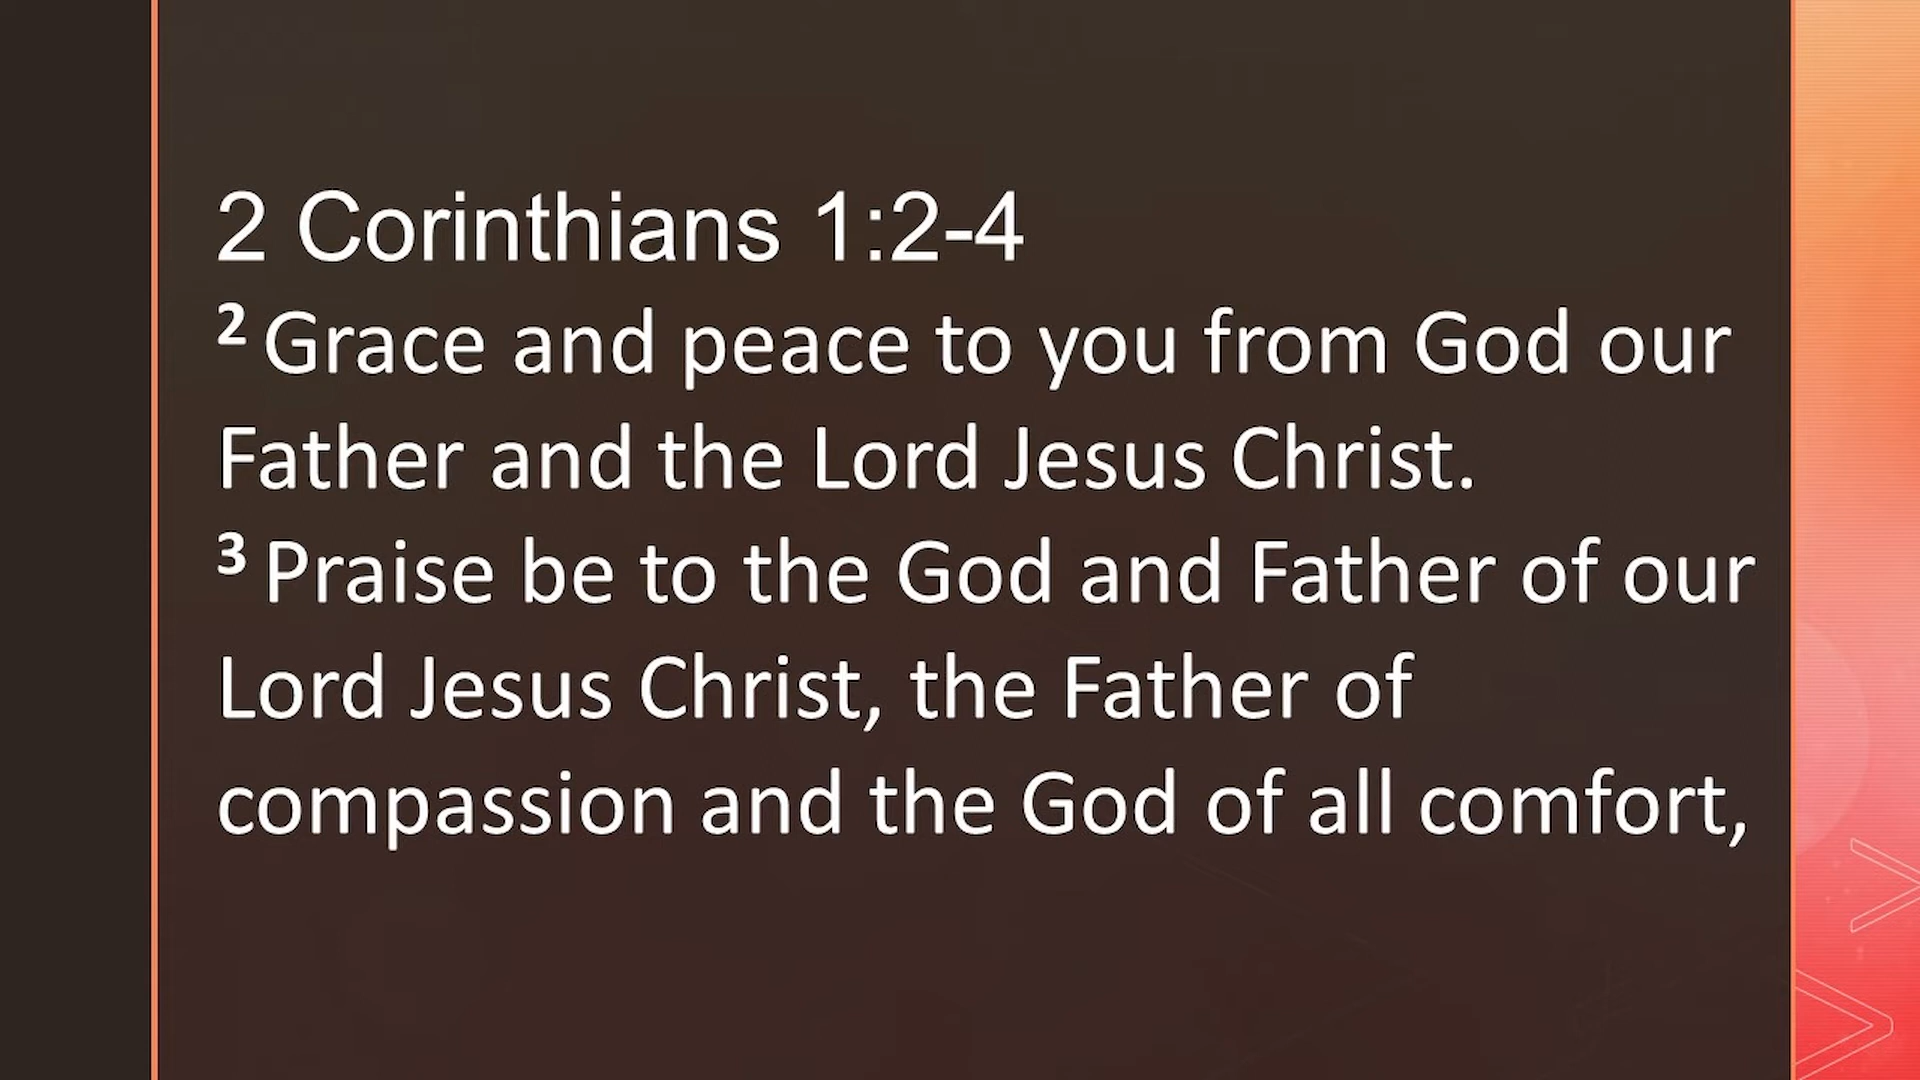 2 Corinthians 1:2-4
2 Grace and peace to you from God our
Father and the Lord Jesus Christ.
3 Praise be to the God and Father of our
Lord Jesus Christ, the Father of
compassion and the God of all comfort,